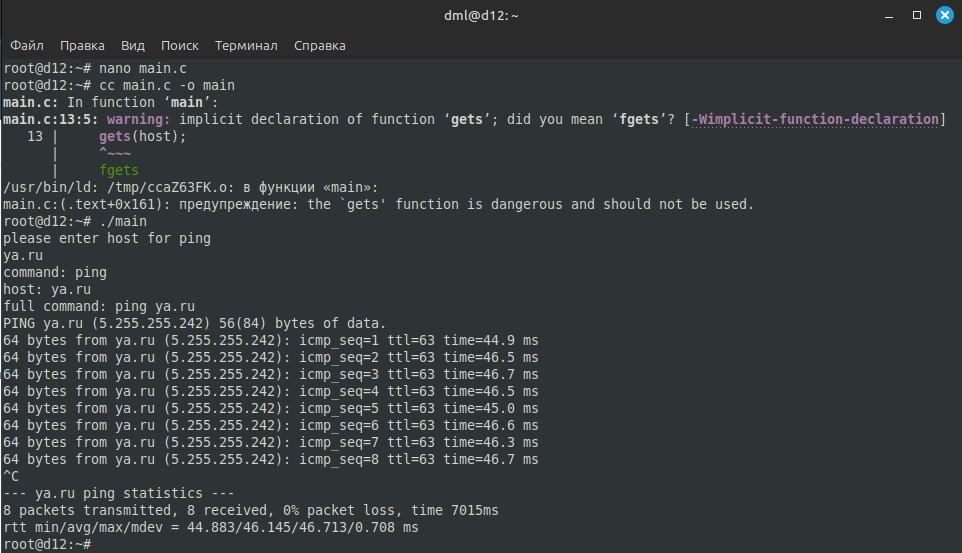 dml@d12: ~
Файл Правка Вид Поиск Терминал Справка
root@d12:~# nano main.c
root@d12:~# cc main.c -o main
main.c: In function ‘main’:
main.c:13:5: warning: implicit declaration of function ‘gets’; did you mean ‘fgets’? [-Wimplicit-function-declaration]
   13 |     gets(host);
      |     ^~~~
      |     fgets
/usr/bin/ld: /tmp/ccaZ63FK.o: в функции «main»:
main.c:(.text+0x161): предупреждение: the `gets' function is dangerous and should not be used.
root@d12:~# ./main
please enter host for ping
ya.ru
command: ping
host: ya.ru
full command: ping ya.ru
PING ya.ru (5.255.255.242) 56(84) bytes of data.
64 bytes from ya.ru (5.255.255.242): icmp_seq=1 ttl=63 time=44.9 ms
64 bytes from ya.ru (5.255.255.242): icmp_seq=2 ttl=63 time=46.5 ms
64 bytes from ya.ru (5.255.255.242): icmp_seq=3 ttl=63 time=46.7 ms
64 bytes from ya.ru (5.255.255.242): icmp_seq=4 ttl=63 time=46.5 ms
64 bytes from ya.ru (5.255.255.242): icmp_seq=5 ttl=63 time=45.0 ms
64 bytes from ya.ru (5.255.255.242): icmp_seq=6 ttl=63 time=46.6 ms
64 bytes from ya.ru (5.255.255.242): icmp_seq=7 ttl=63 time=46.3 ms
64 bytes from ya.ru (5.255.255.242): icmp_seq=8 ttl=63 time=46.7 ms
^C
--- ya.ru ping statistics ---
8 packets transmitted, 8 received, 0% packet loss, time 7015ms
rtt min/avg/max/mdev = 44.883/46.145/46.713/0.708 ms
root@d12:~#